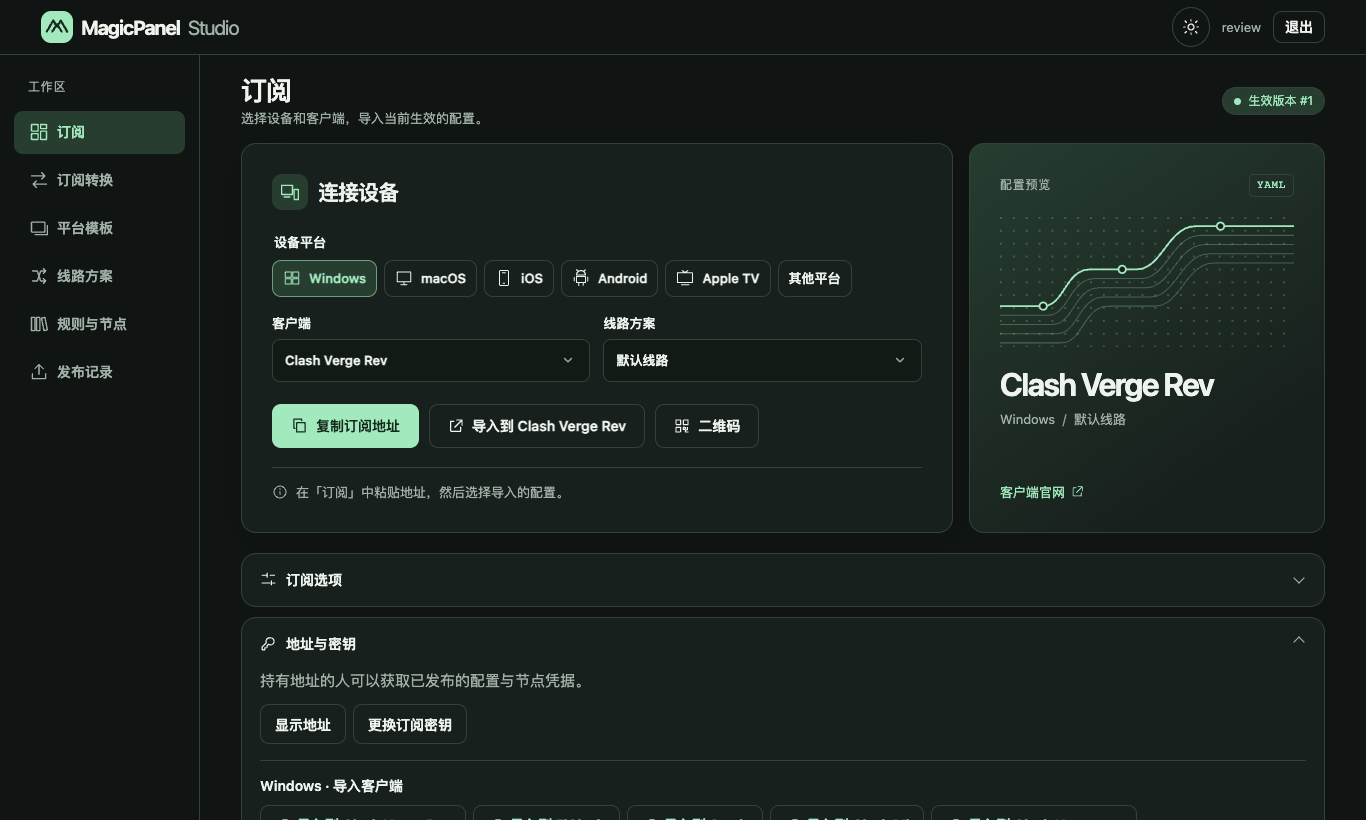 MagicPanel Studio
review
退出
工作区
订阅
订阅转换
平台模板
线路方案
规则与节点
发布记录
订阅
选择设备和客户端，导入当前生效的配置。
生效版本 #1
连接设备
设备平台
Windows
macOS
iOS
Android
Apple TV
其他平台
客户端
线路方案
Clash Verge Rev
默认线路
复制订阅地址
导入到 Clash Verge Rev
二维码
在「订阅」中粘贴地址，然后选择导入的配置。
配置预览
YAML
Clash Verge Rev
Windows / 默认线路
客户端官网
订阅选项
地址与密钥
持有地址的人可以获取已发布的配置与节点凭据。
显示地址
更换订阅密钥
Windows · 导入客户端